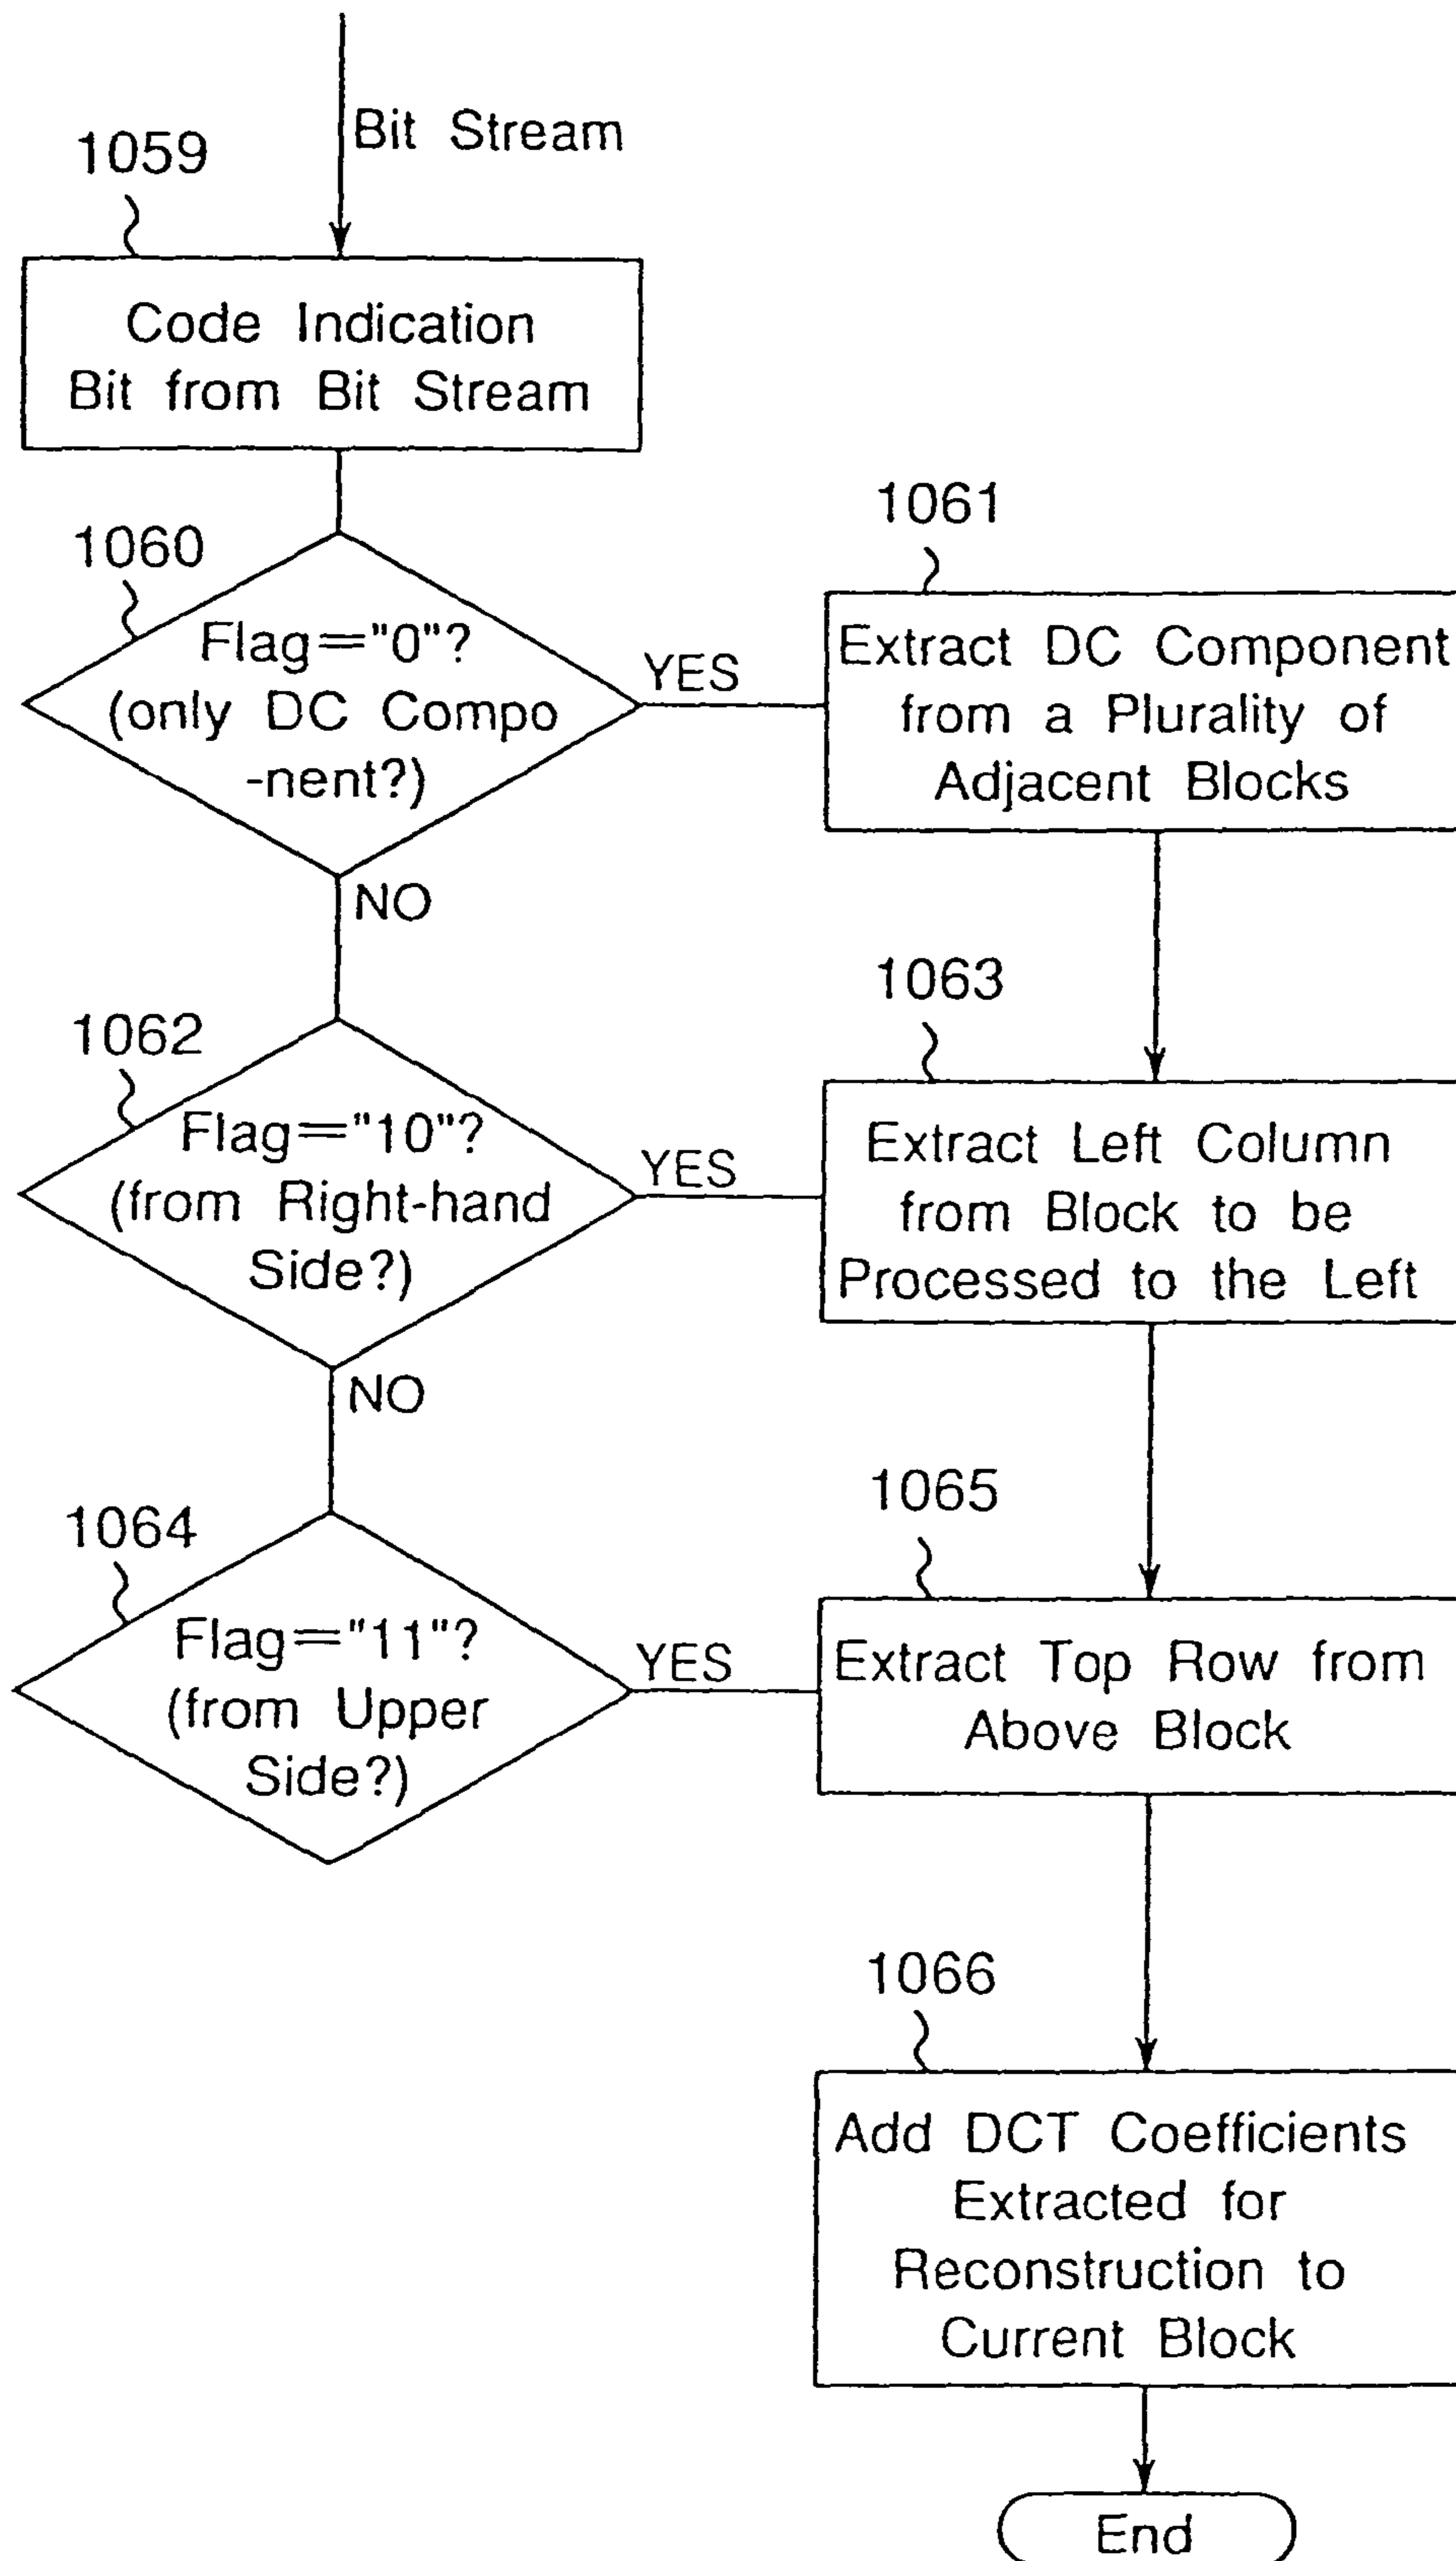 Bit Stream
1059
Code Indication
Bit from Bit Stream
1060
Flag="0"?
(only DC Compo
-nent?)
YES
NO
1061
Extract DC Component
from a Plurality of
Adjacent Blocks
1062
Flag="10"?
(from Right-hand
Side?)
YES
NO
1063
Extract Left Column
from Block to be
Processed to the Left
1064
Flag="11"?
(from Upper
Side?)
YES
1065
Extract Top Row from
Above Block
1066
Add DCT Coefficients
Extracted for
Reconstruction to
Current Block
End